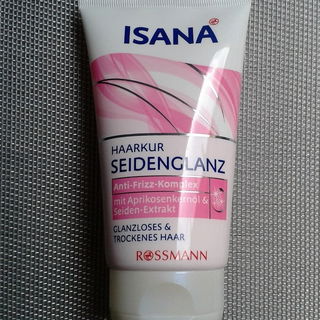 ISANA
HAARKUR
SEIDENGLANZ
Anti-Frizz-Komplex
mit Aprikosenkernöl &
Seiden-Extrakt
GLANZLOSES &
TROCKENES HAAR
ROSSMANN